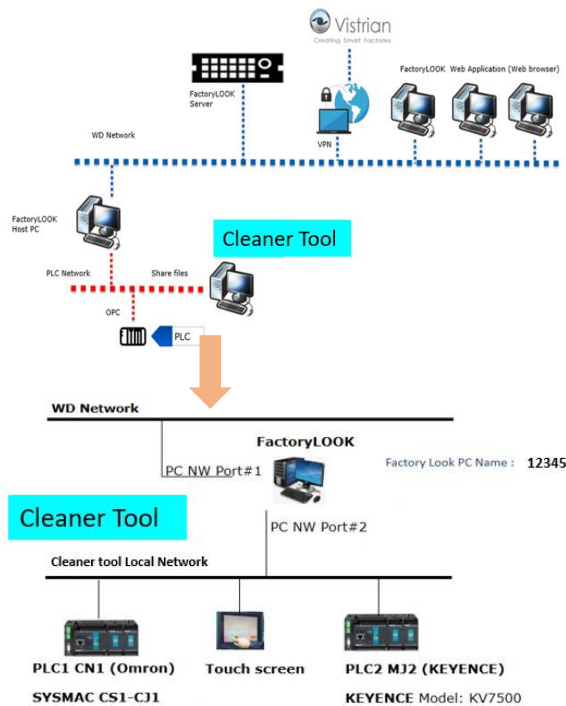 Vistrian
Creating Smart Factories
FactoryLOOK Web Application (Web browser)
FactoryLOOK
Server
VPN
WD Network
FactoryLOOK
Host PC
Cleaner Tool
PLC Network
Share files
OPC
PLC
WD Network
FactoryLOOK
PC NW Port#1
Factory Look PC Name : 12345
Cleaner Tool
PC NW Port#2
Cleaner tool Local Network
PLC1 CN1 (Omron)
Touch screen
PLC2 MJ2 (KEYENCE)
SYSMAC CS1-CJ1
KEYENCE Model: KV7500